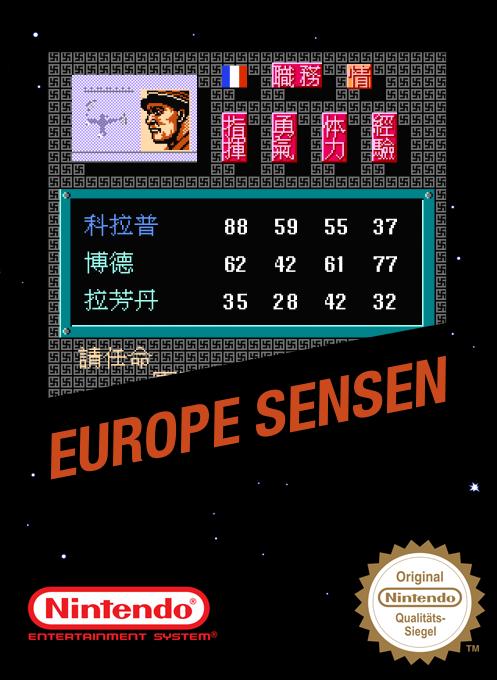 職務 情
指揮 勇氣 体力 經驗
科拉普 88 59 55 37
博德 62 42 61 77
拉芳丹 35 28 42 32
請任命
EUROPE SENSEN
Nintendo®
ENTERTAINMENT SYSTEM®
Original
Nintendo
Qualitäts-
Siegel
TM